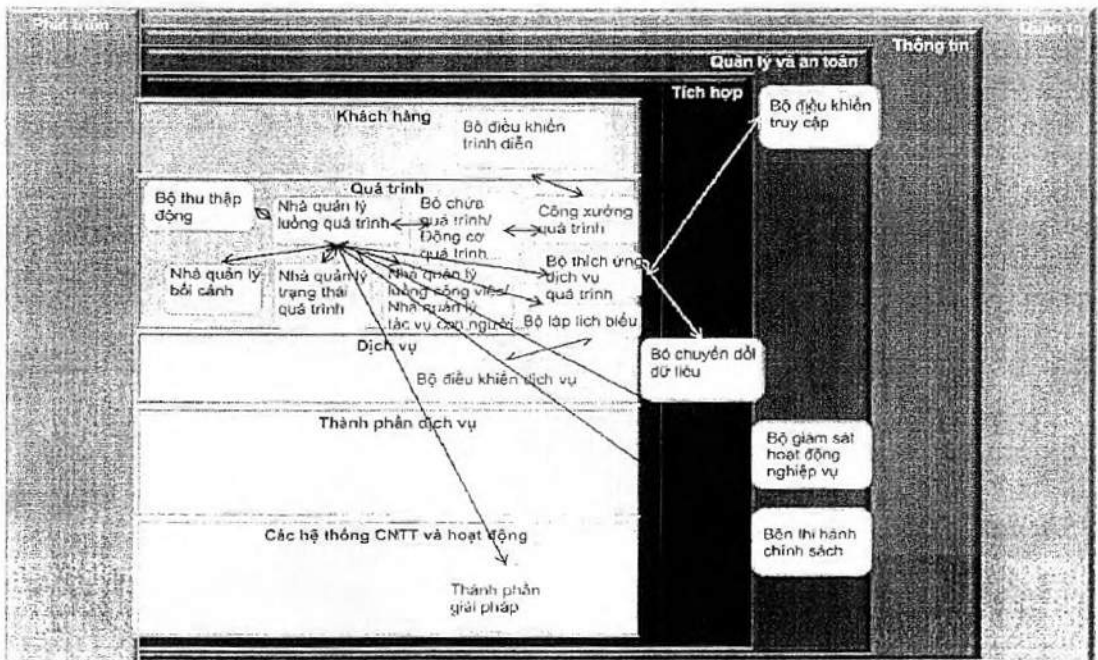 Phát triển
Quản trị
Thông tin
Quản lý và an toàn
Tích hợp
Khách hàng
Bộ điều khiển
trình diễn
Bộ điều khiển
truy cập
Quá trình
Bộ thu thập
động
Nhà quản lý
luồng quá trình
Bộ chứa
quá trình/
Động cơ
quá trình...
Công xưởng
quá trình
Nhà quản lý
bối cảnh
Nhà quản lý
trạng thái
quá trình
Nhà quản lý
luồng công việc/
Nhà quản lý
tác vụ con người...
Bộ thích ứng
dịch vụ
quá trình
Bộ lập lịch biểu
Dịch vụ
Bộ điều khiển dịch vụ
Bộ chuyển đổi
dữ liệu
Thành phần dịch vụ
Bộ giám sát
hoạt động
nghiệp vụ
Các hệ thống CNTT và hoạt động
Bên thi hành
chính sách
Thành phần
giải pháp